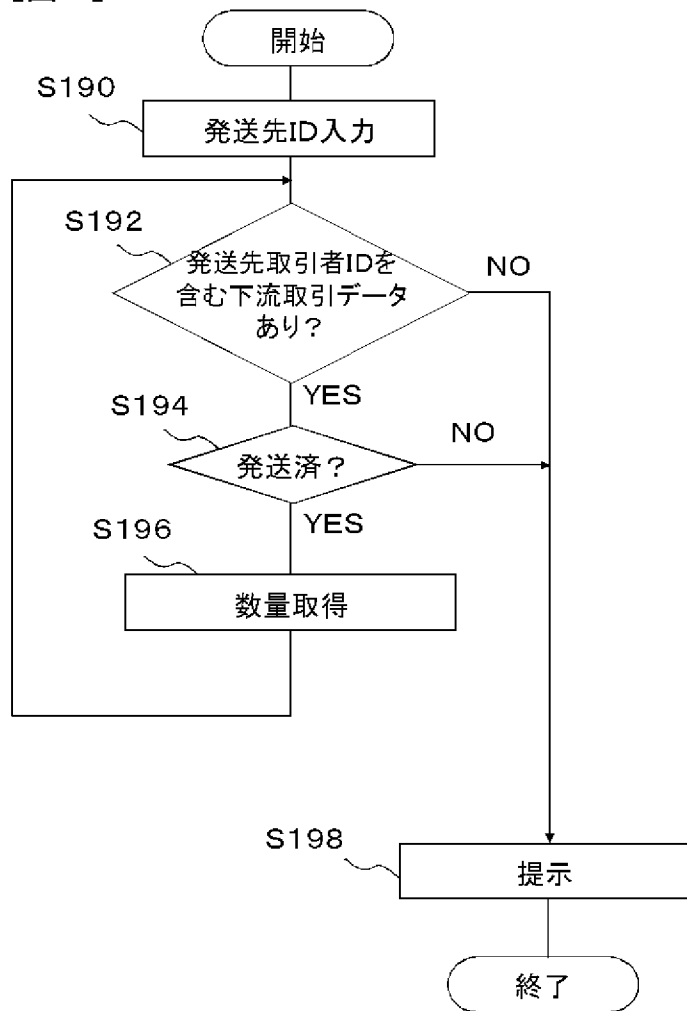 開始
S190
発送先ID入力
S192
発送先取引者IDを
含む下流取引データ
あり?
NO
YES
S194
発送済?
NO
YES
S196
数量取得
S198
提示
終了